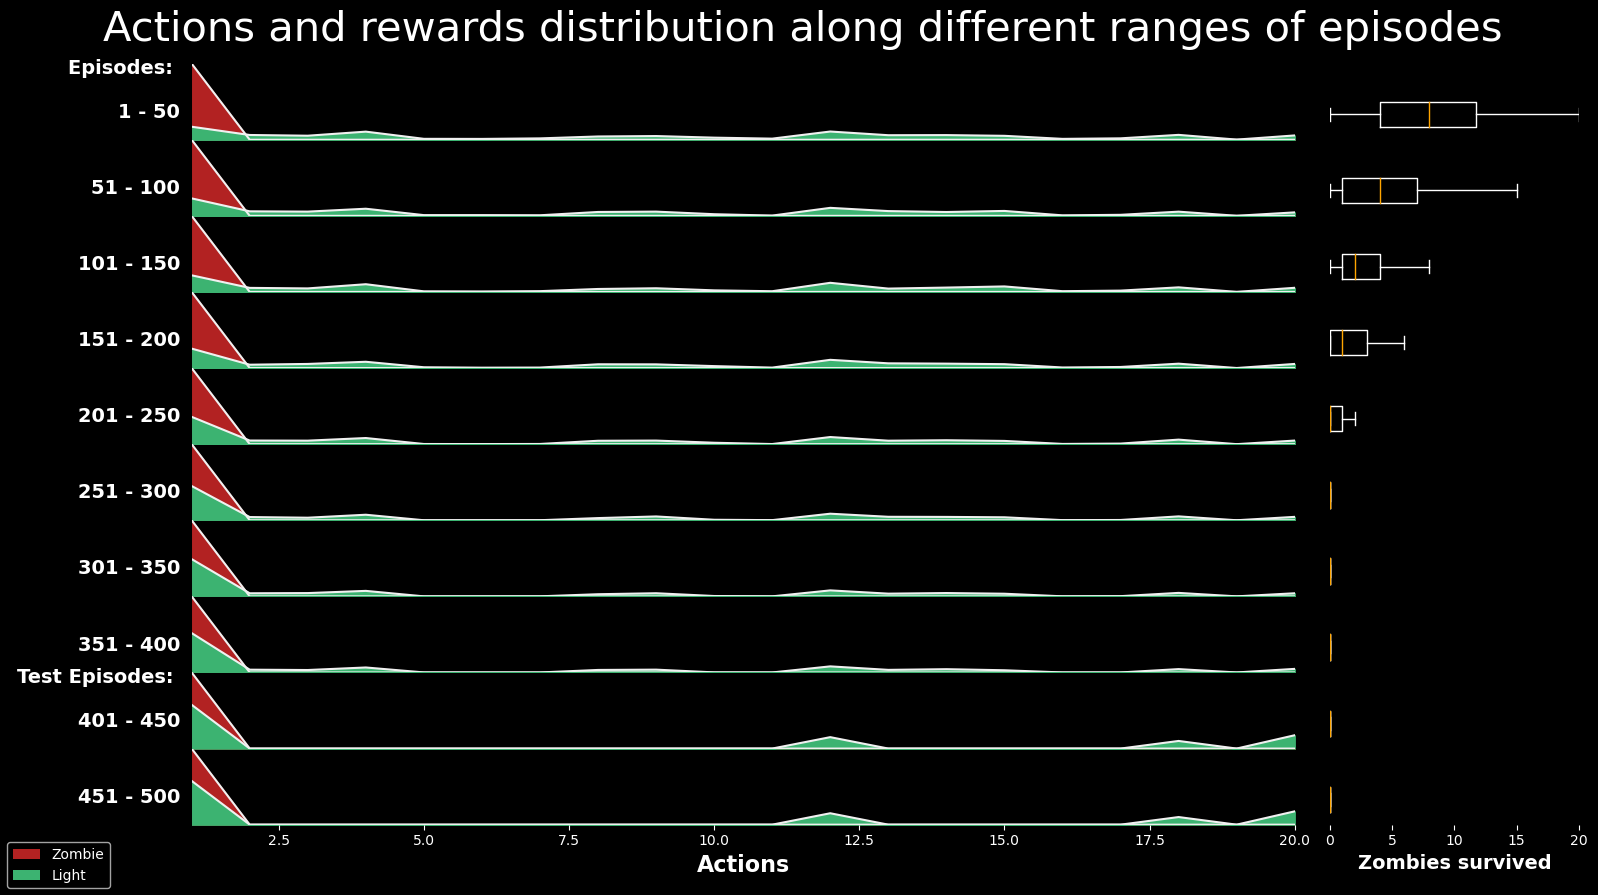 Actions and rewards distribution along different ranges of episodes
Episodes:
1 - 50
51 - 100
101 - 150
151 - 200
201 - 250
251 - 300
301 - 350
351 - 400
Test Episodes:
401 - 450
451 - 500
2.5 5.0 7.5 10.0 12.5 15.0 17.5 20.0
0 5 10 15 20
Actions
Zombies survived
Zombie
Light